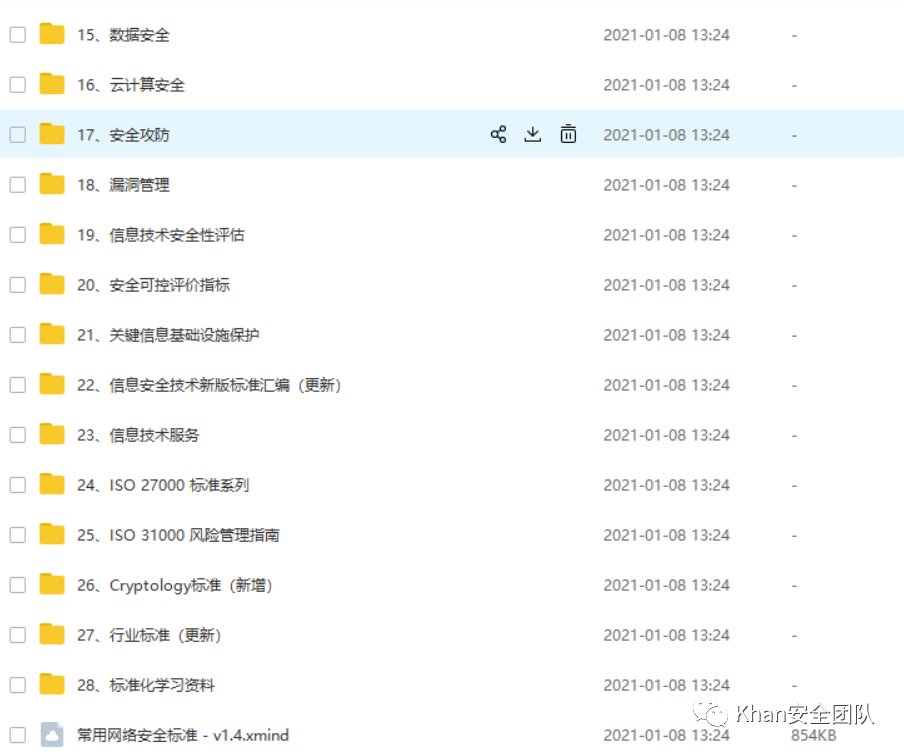 15、数据安全 2021-01-08 13:24 -
16、云计算安全 2021-01-08 13:24 -
17、安全攻防 2021-01-08 13:24 -
18、漏洞管理 2021-01-08 13:24 -
19、信息技术安全性评估 2021-01-08 13:24 -
20、安全可控评价指标 2021-01-08 13:24 -
21、关键信息基础设施保护 2021-01-08 13:24 -
22、信息安全技术新版标准汇编（更新） 2021-01-08 13:24 -
23、信息技术服务 2021-01-08 13:24 -
24、ISO 27000 标准系列 2021-01-08 13:24 -
25、ISO 31000 风险管理指南 2021-01-08 13:24 -
26、Cryptology标准（新增） 2021-01-08 13:24 -
27、行业标准（更新） 2021-01-08 13:24 -
28、标准化学习资料 2021-01-08 13:24 -
Khan安全团队
常用网络安全标准 - v1.4.xmind 2021-01-08 13:24 854KB